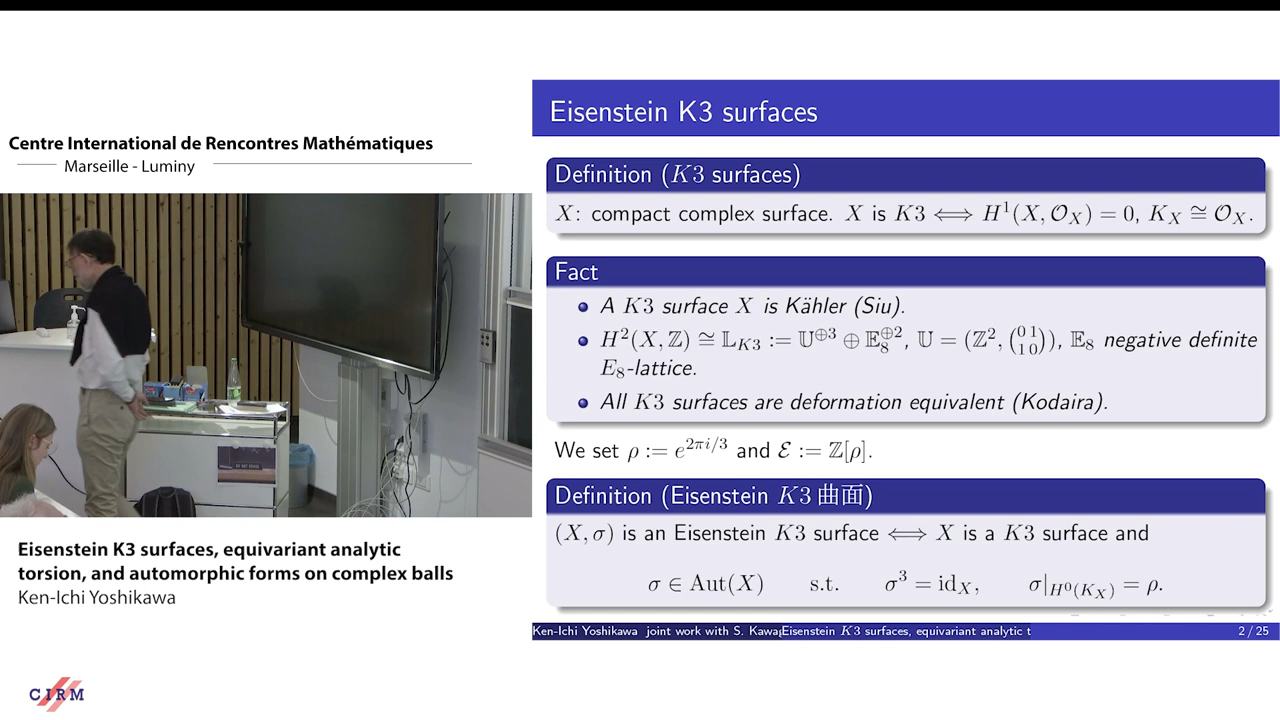 Centre International de Rencontres Mathématiques
Marseille - Luminy
Eisenstein K3 surfaces, equivariant analytic
torsion, and automorphic forms on complex balls
Ken-Ichi Yoshikawa
CIRM
Eisenstein K3 surfaces
Definition (K3 surfaces)
X: compact complex surface. X is K3 ⟺ H¹(X, 𝒪_X) = 0, K_X ≅ 𝒪_X.
Fact
• A K3 surface X is Kähler (Siu).
• H²(X, ℤ) ≅ 𝕃_{K3} := 𝕌^{⊕3} ⊕ 𝔼_8^{⊕2}, 𝕌 = (ℤ², (0 1 1 0)), 𝔼_8 negative definite
E_8-lattice.
• All K3 surfaces are deformation equivalent (Kodaira).
We set ρ := e^{2πi/3} and ℰ := ℤ[ρ].
Definition (Eisenstein K3 曲面)
(X, σ) is an Eisenstein K3 surface ⟺ X is a K3 surface and
σ ∈ Aut(X) s.t. σ³ = id_X, σ|_{H⁰(K_X)} = ρ.
Ken-Ichi Yoshikawa joint work with S. Kawag Eisenstein K3 surfaces, equivariant analytic t 2 / 25